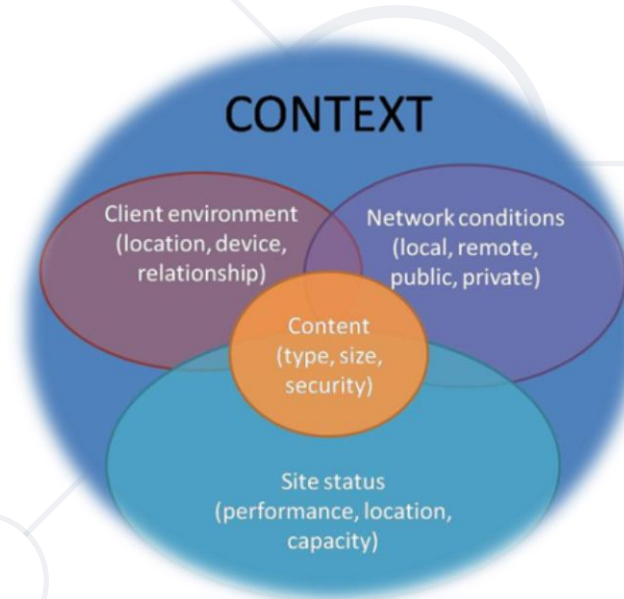 CONTEXT
Client environment
(location, device,
relationship)
Network conditions
(local, remote,
public, private)
Content
(type, size,
security)
Site status
(performance, location,
capacity)